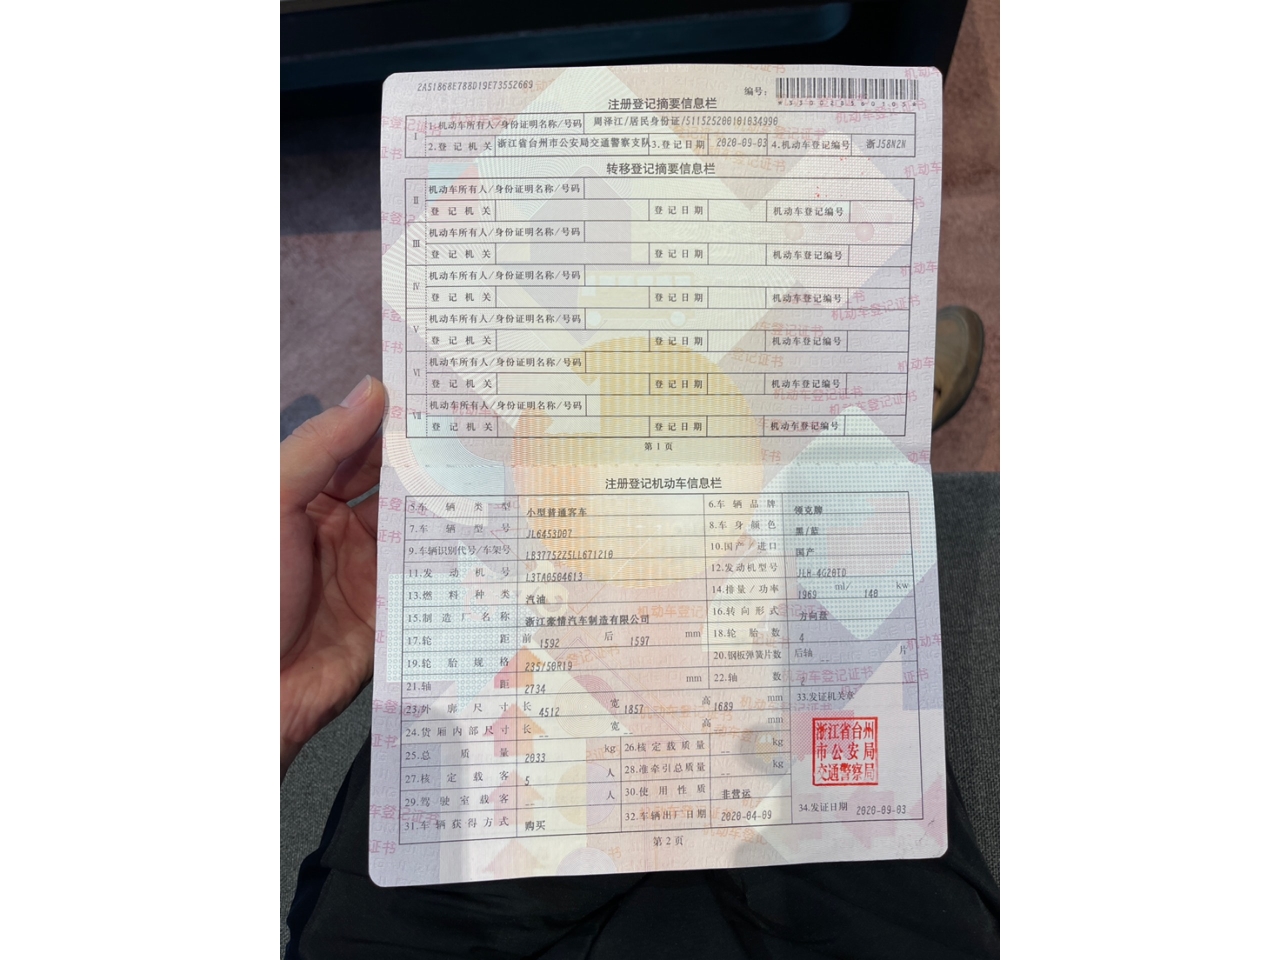 2A51868E788D19E73552669
编号:
注册登记摘要信息栏
Ⅰ 1.机动车所有人/身份证明名称/号码 周泽江/居民身份证/511525200101034990
2.登记机关 浙江省台州市公安局交通警察支队 3.登记日期 2020-09-03 4.机动车登记编号 浙J58N2N
转移登记摘要信息栏
Ⅱ 机动车所有人/身份证明名称/号码
登记机关 登记日期 机动车登记编号
Ⅲ 机动车所有人/身份证明名称/号码
登记机关 登记日期 机动车登记编号
Ⅳ 机动车所有人/身份证明名称/号码
登记机关 登记日期 机动车登记编号
Ⅴ 机动车所有人/身份证明名称/号码
登记机关 登记日期 机动车登记编号
Ⅵ 机动车所有人/身份证明名称/号码
登记机关 登记日期 机动车登记编号
Ⅶ 机动车所有人/身份证明名称/号码
登记机关 登记日期 机动车登记编号
第1页
注册登记机动车信息栏
5.车辆类型 小型普通客车 6.车辆品牌 领克牌
7.车辆型号 JL6453D07 8.车身颜色 黑/蓝
9.车辆识别代号/车架号 LB377S2Z5LL671210 10.国产/进口 国产
11.发动机号 L3TA0504613 12.发动机型号 JLH-4G20TD
13.燃料种类 汽油 14.排量/功率 1969 ml/ 140 kw
15.制造厂名称 浙江豪情汽车制造有限公司 16.转向形式 方向盘
17.轮距 前 1592 后 1597 mm 18.轮胎数 4
19.轮胎规格 235/50R19 20.钢板弹簧片数 后轴 -- 片
21.轴距 2734 mm 22.轴数 2
23.外廓尺寸 长 4512 宽 1857 高 1689 mm 33.发证机关章
24.货厢内部尺寸 长 -- 宽 -- 高 -- mm
浙江省台州
市公安局
交通警察局
25.总质量 2033 kg 26.核定载质量 -- kg
27.核定载客 5 人 28.准牵引总质量 -- kg
29.驾驶室载客 -- 人 30.使用性质 非营运
31.车辆获得方式 购买 32.车辆出厂日期 2020-04-09 34.发证日期 2020-09-03
第2页